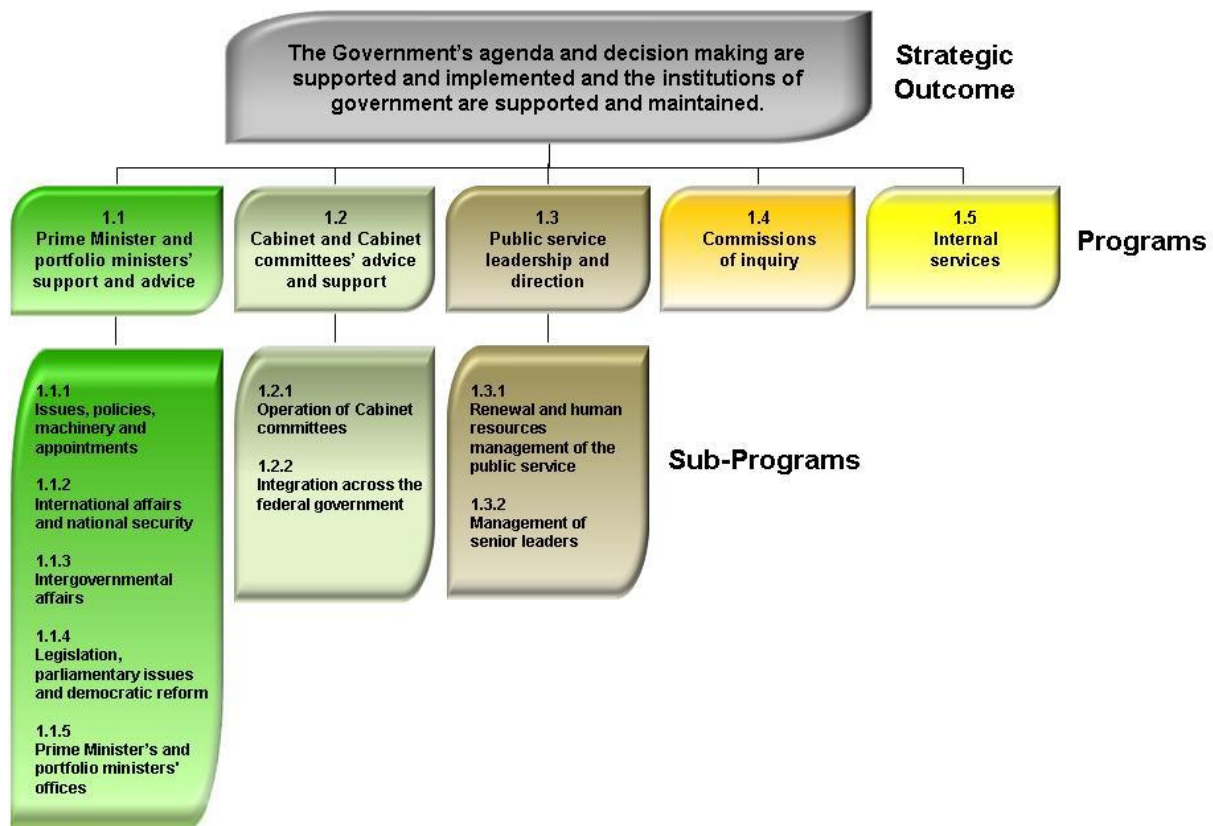 The Government's agenda and decision making are
supported and implemented and the institutions of
government are supported and maintained.
Strategic
Outcome
1.1
Prime Minister and
portfolio ministers'
support and advice
1.2
Cabinet and Cabinet
committees' advice
and support
1.3
Public service
leadership and
direction
1.4
Commissions
of inquiry
1.5
Internal
services
Programs
1.1.1
Issues, policies,
machinery and
appointments
1.1.2
International affairs
and national security
1.1.3
Intergovernmental
affairs
1.1.4
Legislation,
parliamentary issues
and democratic reform
1.1.5
Prime Minister's and
portfolio ministers'
offices
1.2.1
Operation of Cabinet
committees
1.2.2
Integration across the
federal government
1.3.1
Renewal and human
resources
management of the
public service
1.3.2
Management of
senior leaders
Sub-Programs